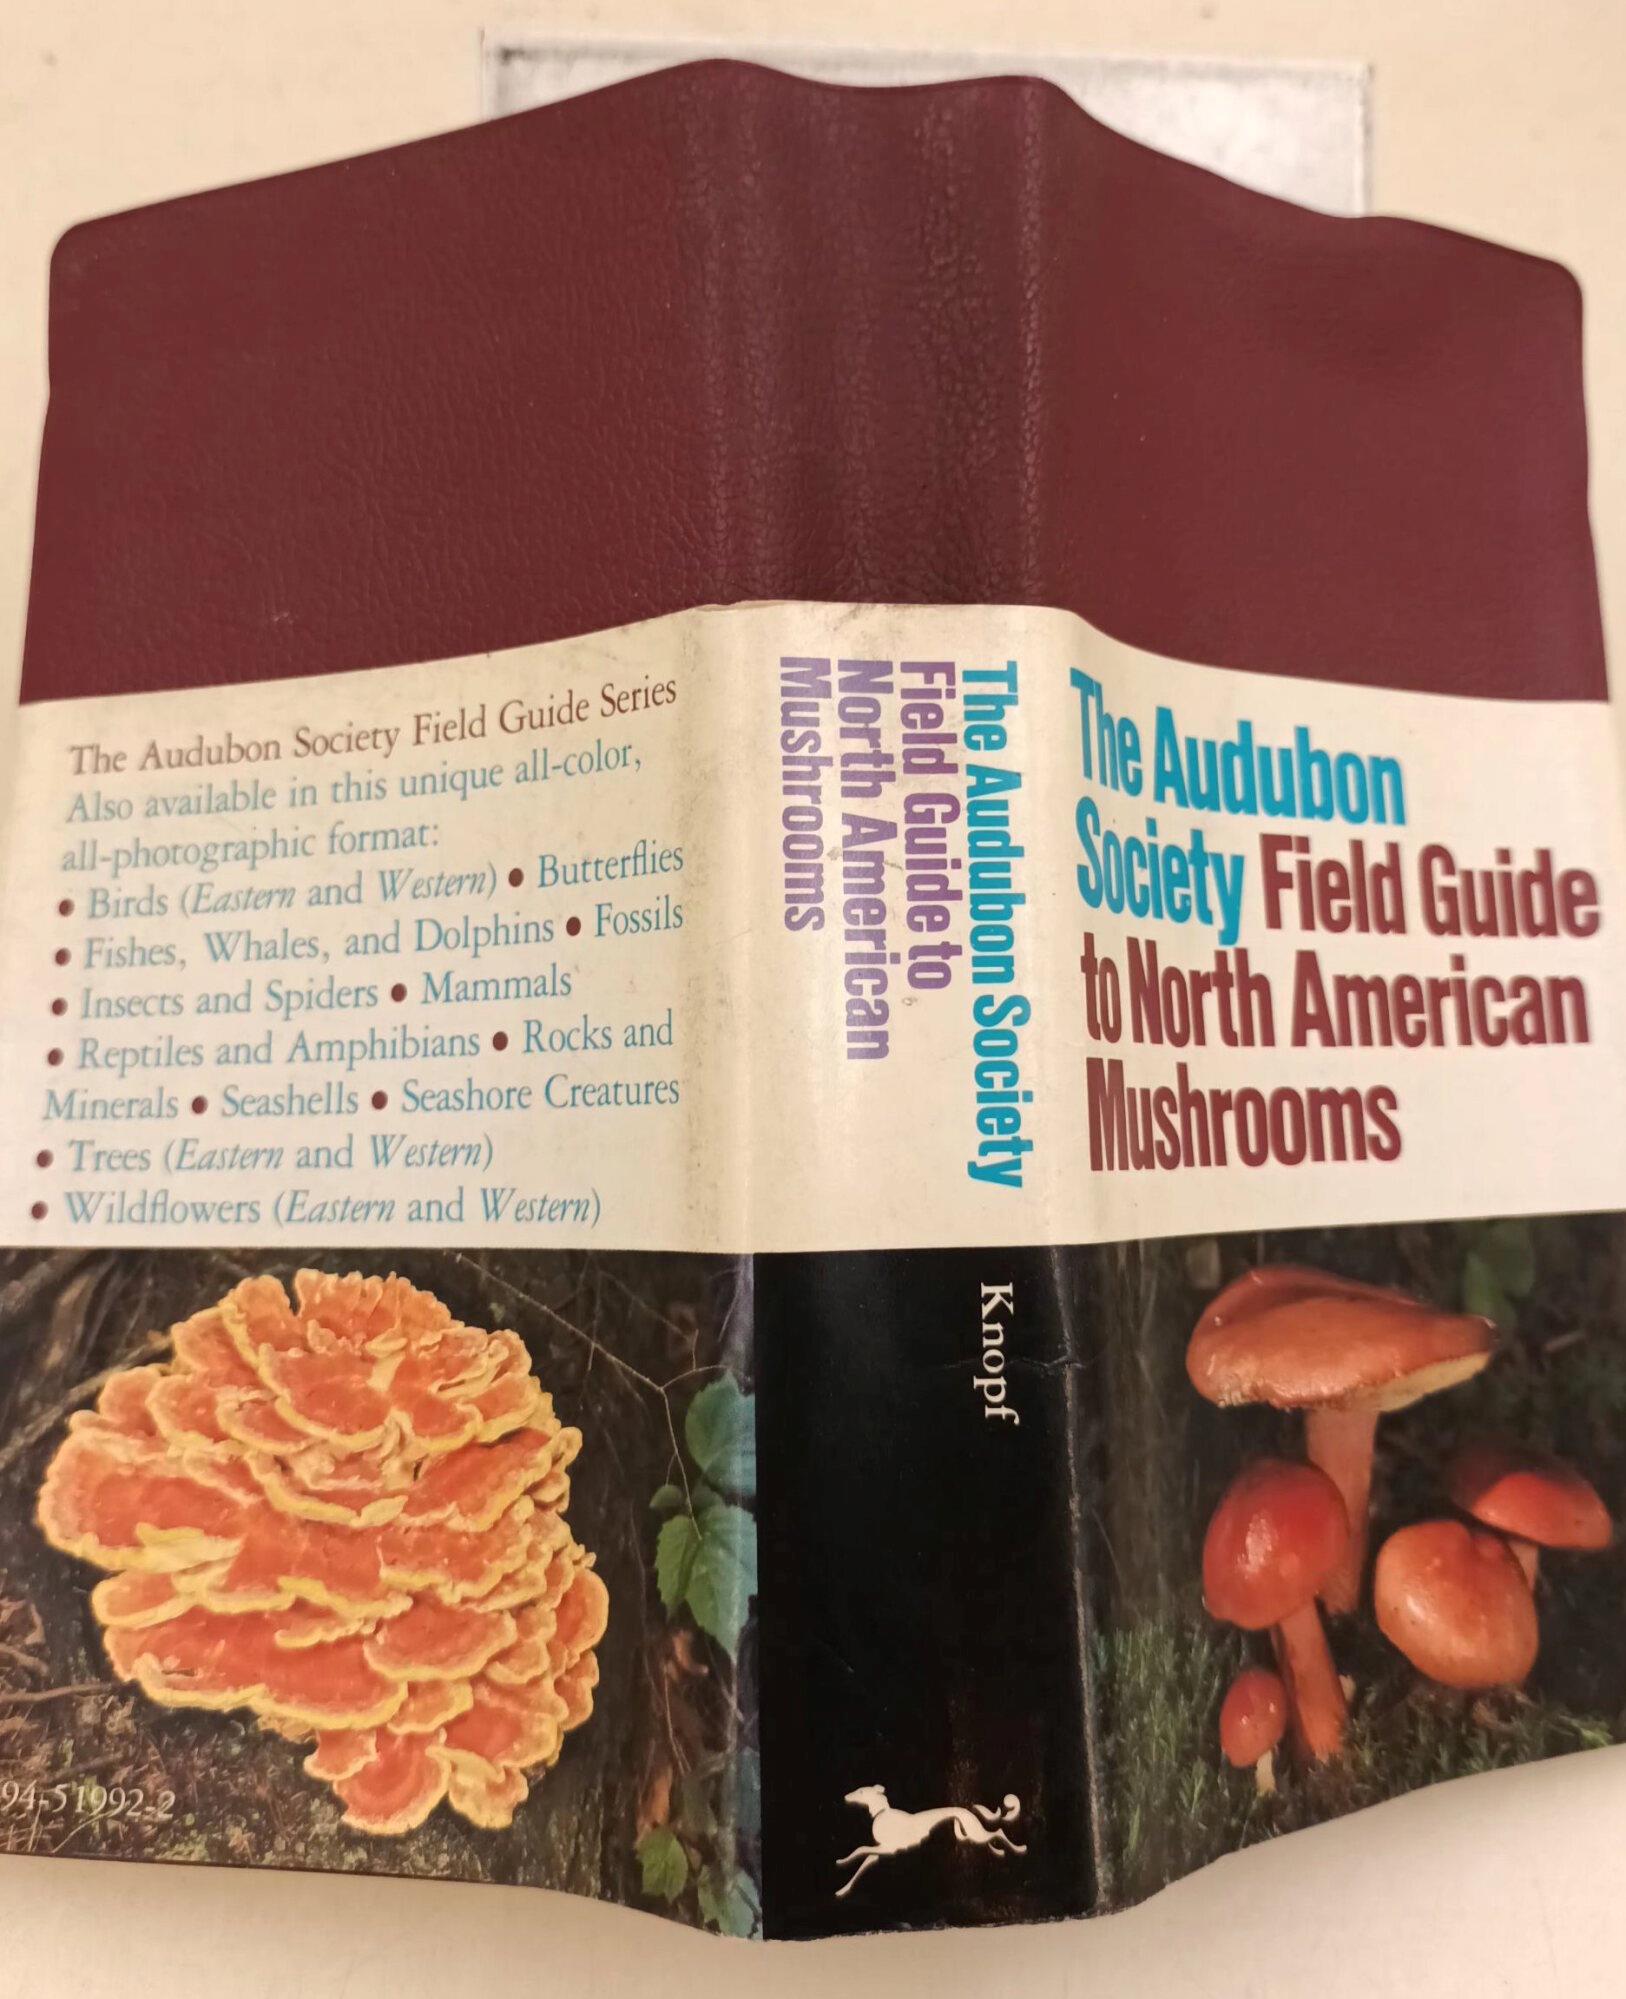 The Audubon Society Field Guide Series
Also available in this unique all-color,
all-photographic format:
• Birds (Eastern and Western) • Butterflies
• Fishes, Whales, and Dolphins • Fossils
• Insects and Spiders • Mammals
• Reptiles and Amphibians • Rocks and
Minerals • Seashells • Seashore Creatures
• Trees (Eastern and Western)
• Wildflowers (Eastern and Western)
94-51992-2
The Audubon Society
Field Guide to
North American
Mushrooms
Knopf
The Audubon
Society Field Guide
to North American
Mushrooms